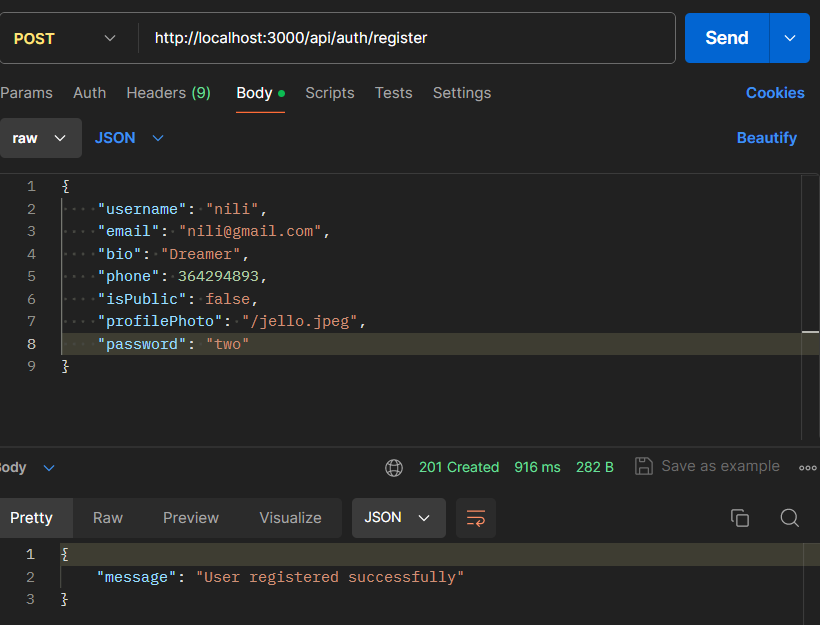 POST http://localhost:3000/api/auth/register Send
Params Auth Headers (9) Body Scripts Tests Settings Cookies
raw JSON Beautify
1 {
2 "username": "nili",
3 "email": "nili@gmail.com",
4 "bio": "Dreamer",
5 "phone": 364294893,
6 "isPublic": false,
7 "profilePhoto": "/jello.jpeg",
8 "password": "two"
9 }
Body 201 Created 916 ms 282 B Save as example
Pretty Raw Preview Visualize JSON
1 {
2 "message": "User registered successfully"
3 }